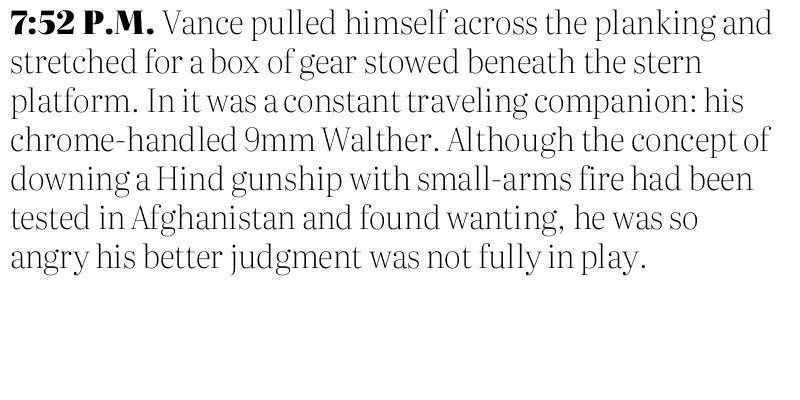 7:52 P.M. Vance pulled himself across the planking and
stretched for a box of gear stowed beneath the stern
platform. In it was a constant traveling companion: his
chrome-handled 9mm Walther. Although the concept of
downing a Hind gunship with small-arms fire had been
tested in Afghanistan and found wanting, he was so
angry his better judgment was not fully in play.